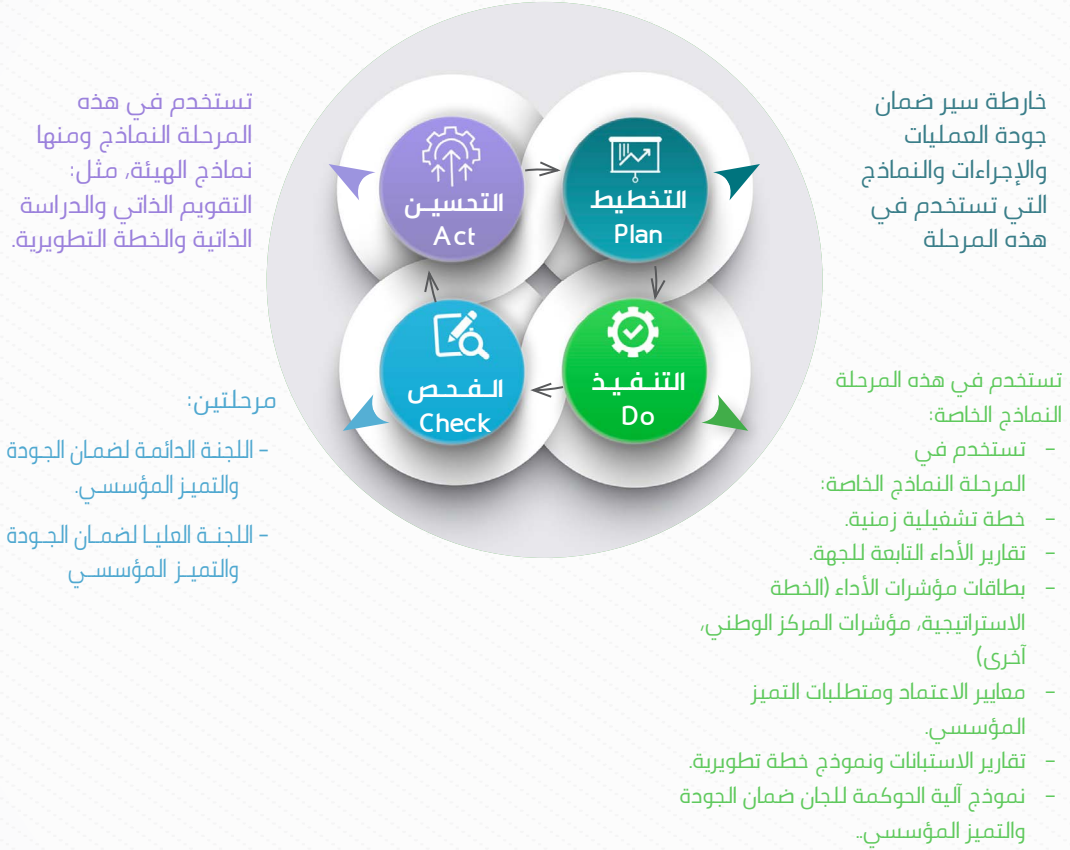 خارطة سير ضمان
جودة العمليات
والإجراءات والنماذج
التي تستخدم في
هذه المرحلة
التخطيط
Plan
تستخدم في هذه المرحلة
النماذج الخاصة:
- تستخدم في
المرحلة النماذج الخاصة:
- خطة تشغيلية زمنية.
- تقارير الأداء التابعة للجهة.
- بطاقات مؤشرات الأداء (الخطة
الاستراتيجية، مؤشرات المركز الوطني،
آخرى)
- معايير الاعتماد ومتطلبات التميز
المؤسسي.
- تقارير الاستبانات ونموذج خطة تطويرية.
- نموذج آلية الحوكمة للجان ضمان الجودة
والتميز المؤسسي..
التنفيذ
Do
الفحص
Check
مرحلتين:
- اللجنة الدائمة لضمان الجودة
والتميز المؤسسي.
- اللجنة العليا لضمان الجودة
والتميز المؤسسي
التحسين
Act
تستخدم في هذه
المرحلة النماذج ومنها
نماذج الهيئة، مثل:
التقويم الذاتي والدراسة
الذاتية والخطة التطويرية.